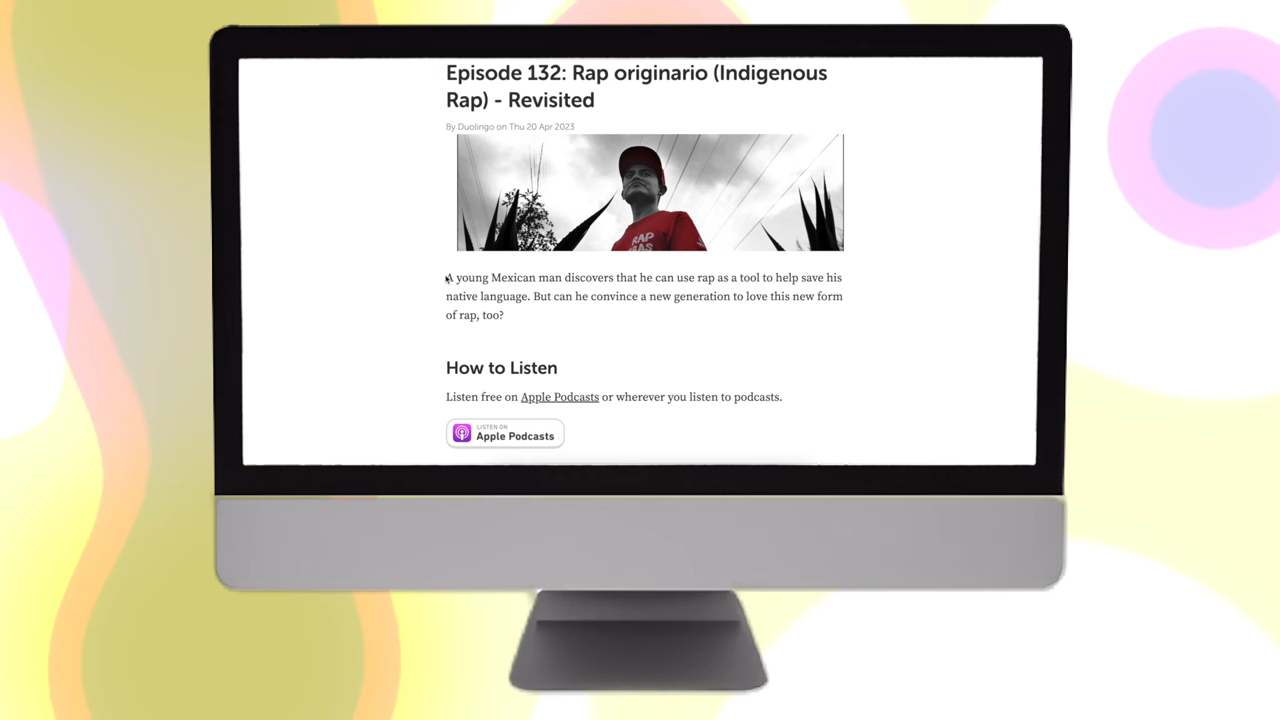 Episode 132: Rap originario (Indigenous
Rap) - Revisited
By Duolingo on Thu 20 Apr 2023
RAP
A young Mexican man discovers that he can use rap as a tool to help save his
native language. But can he convince a new generation to love this new form
of rap, too?
How to Listen
Listen free on Apple Podcasts or wherever you listen to podcasts.
LISTEN ON
Apple Podcasts